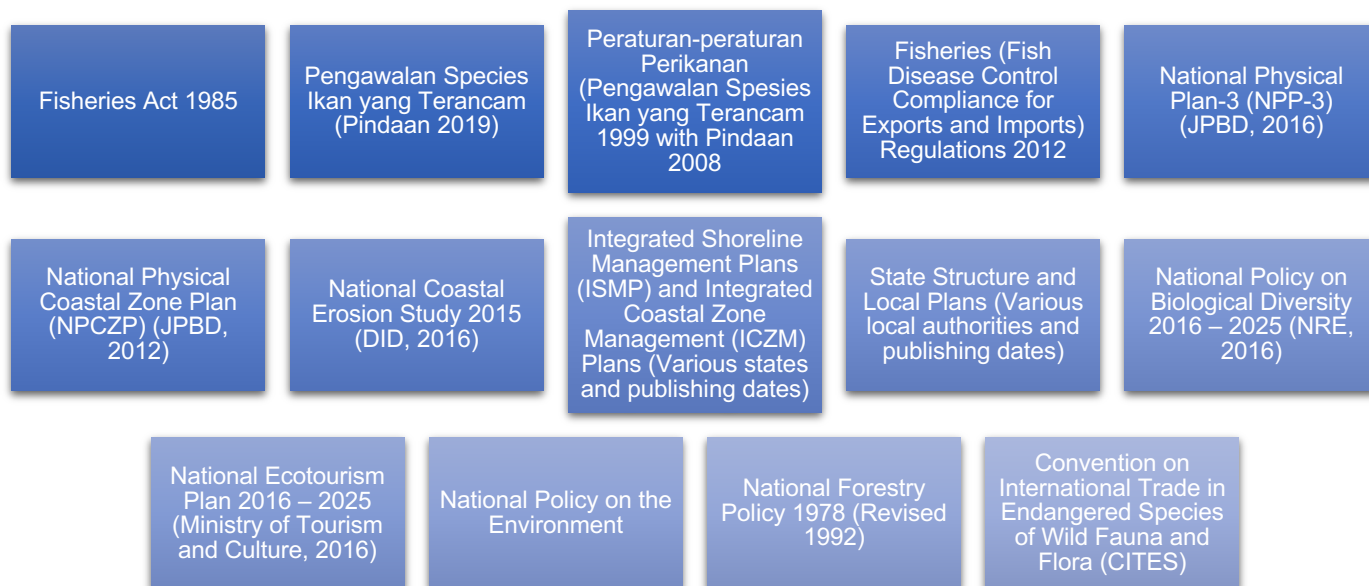 Fisheries Act 1985
Pengawalan Species
Ikan yang Terancam
(Pindaan 2019)
Peraturan-peraturan
Perikanan
(Pengawalan Spesies
Ikan yang Terancam
1999 with Pindaan
2008
Fisheries (Fish
Disease Control
Compliance for
Exports and Imports)
Regulations 2012
National Physical
Plan-3 (NPP-3)
(JPBD, 2016)
National Physical
Coastal Zone Plan
(NPCZP) (JPBD,
2012)
National Coastal
Erosion Study 2015
(DID, 2016)
Integrated Shoreline
Management Plans
(ISMP) and Integrated
Coastal Zone
Management (ICZM)
Plans (Various states
and publishing dates)
State Structure and
Local Plans (Various
local authorities and
publishing dates)
National Policy on
Biological Diversity
2016 – 2025 (NRE,
2016)
National Ecotourism
Plan 2016 – 2025
(Ministry of Tourism
and Culture, 2016)
National Policy on the
Environment
National Forestry
Policy 1978 (Revised
1992)
Convention on
International Trade in
Endangered Species
of Wild Fauna and
Flora (CITES)